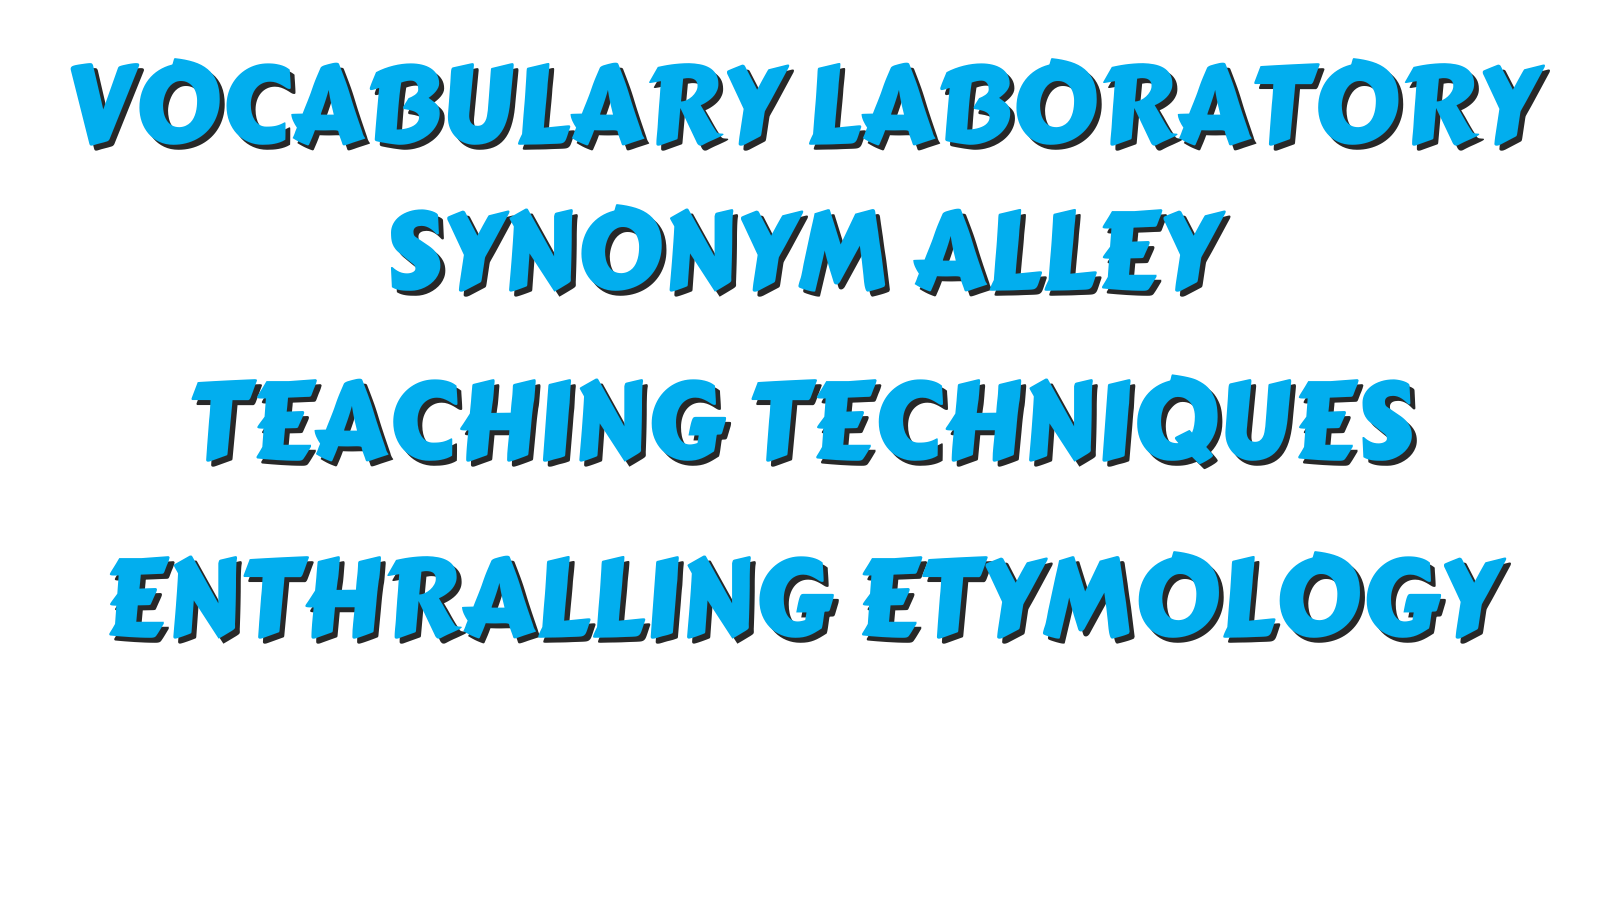 VOCABULARY LABORATORY
SYNONYM ALLEY
TEACHING TECHNIQUES
ENTHRALLING ETYMOLOGY